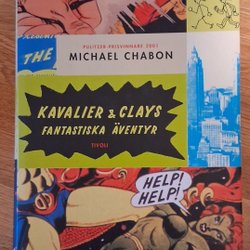 THE
PULITZER-PRISVINNARE 2001
MICHAEL CHABON
KAVALIER & CLAYS
FANTASTISKA ÄVENTYR
TIVOLI
HELP!
HELP!